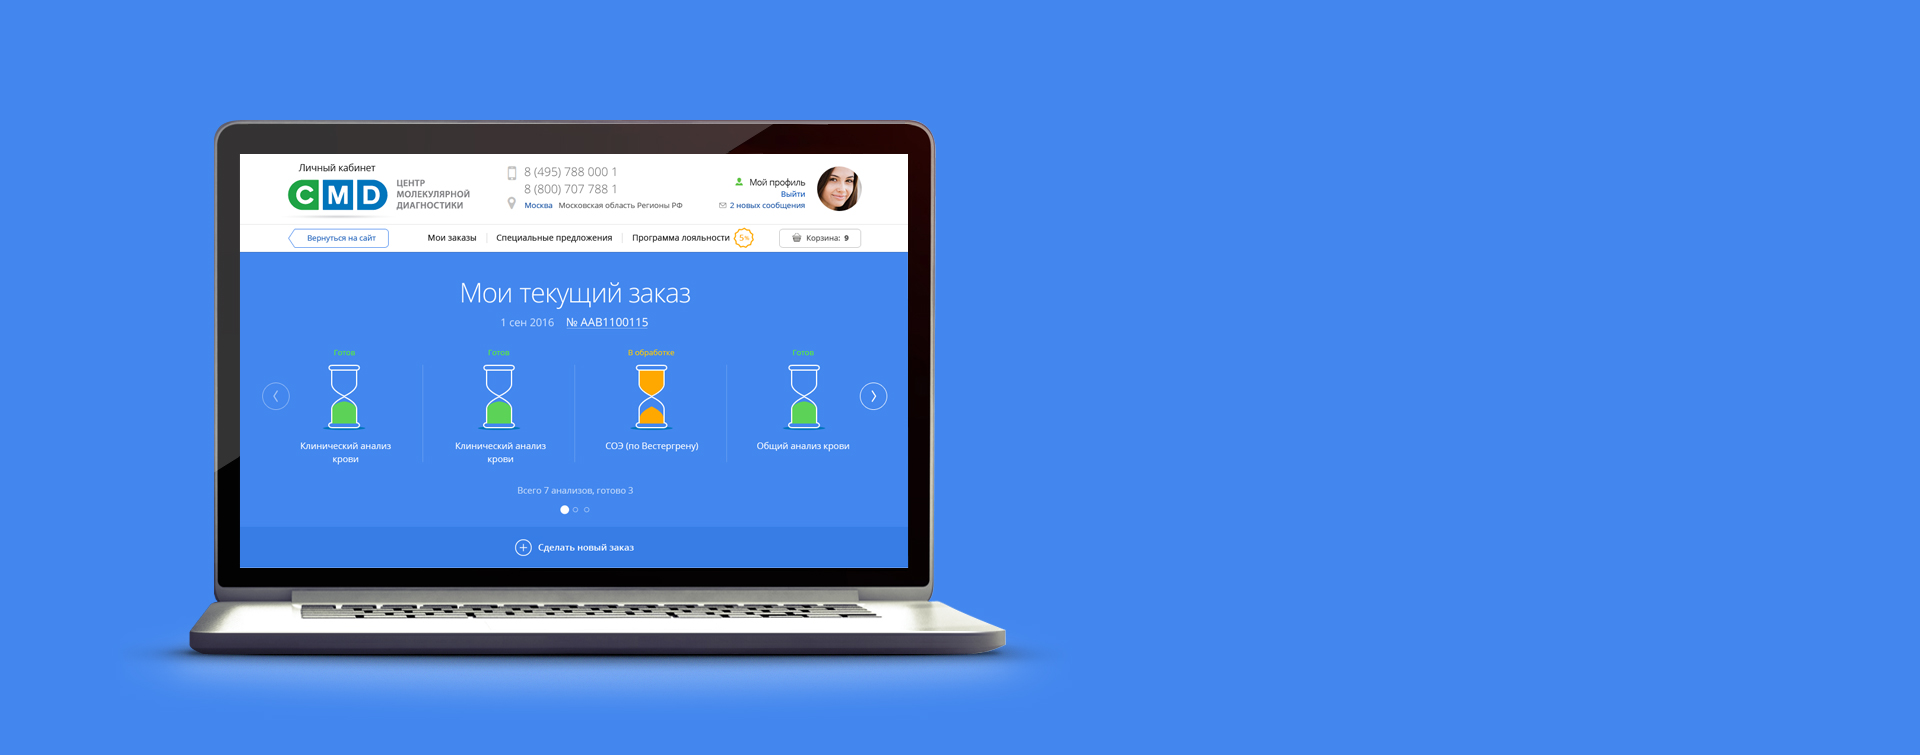 Личный кабинет
CMD
ЦЕНТР
МОЛЕКУЛЯРНОЙ
ДИАГНОСТИКИ
8 (495) 788 000 1
8 (800) 707 788 1
Москва Московская область Регионы РФ
Мой профиль
Выйти
2 новых сообщения
Вернуться на сайт
Мои заказы
Специальные предложения
Программа лояльности
5%
Корзина: 9
Мои текущий заказ
1 сен 2016 № AAB1100115
Готов
Клинический анализ
крови
Готов
Клинический анализ
крови
В обработке
СОЭ (по Вестергрену)
Готов
Общий анализ крови
Всего 7 анализов, готово 3
Сделать новый заказ